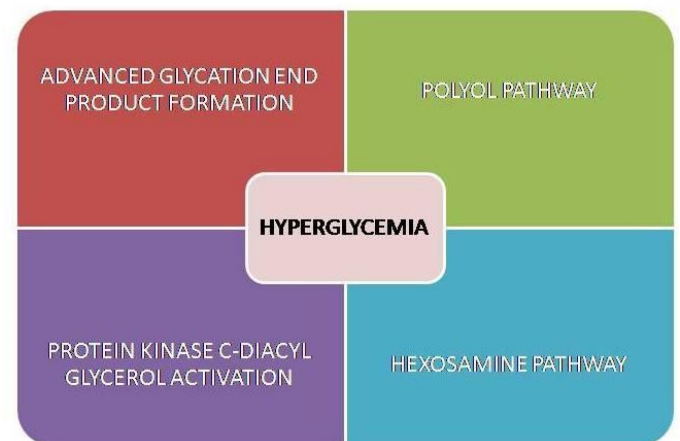 ADVANCED GLYCATION END
PRODUCT FORMATION
POLYOL PATHWAY
HYPERGLYCEMIA
PROTEIN KINASE C-DIACYL
GLYCEROL ACTIVATION
HEXOSAMINE PATHWAY